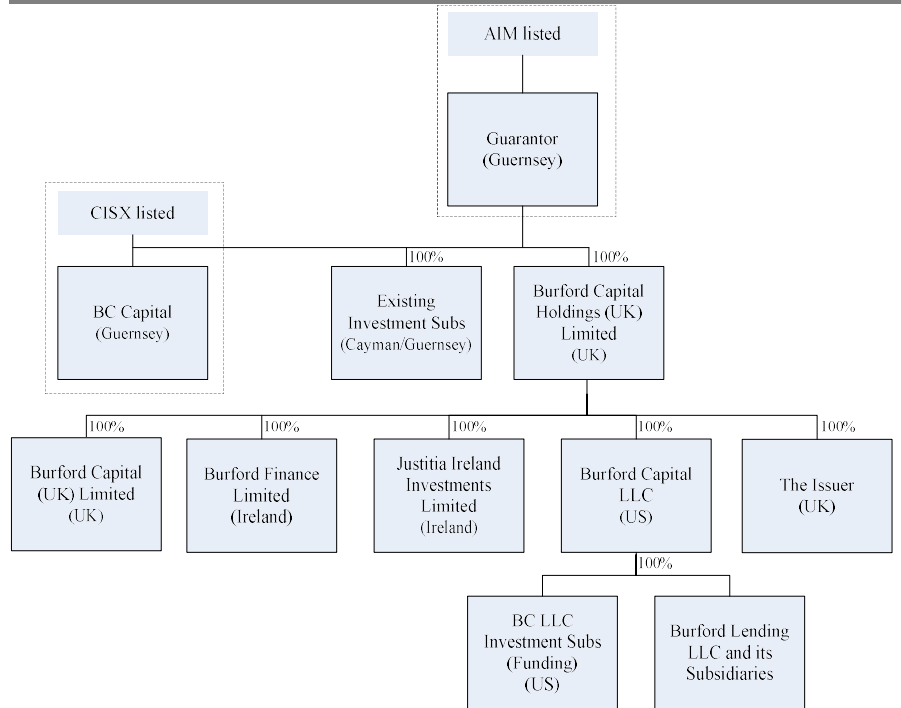 AIM listed
Guarantor
(Guernsey)
CISX listed
100%
100%
BC Capital
(Guernsey)
Existing
Investment Subs
(Cayman/Guernsey)
Burford Capital
Holdings (UK)
Limited
(UK)
100%
100%
100%
100%
100%
Burford Capital
(UK) Limited
(UK)
Burford Finance
Limited
(Ireland)
Justitia Ireland
Investments
Limited
(Ireland)
Burford Capital
LLC
(US)
The Issuer
(UK)
100%
BC LLC
Investment Subs
(Funding)
(US)
Burford Lending
LLC and its
Subsidiaries